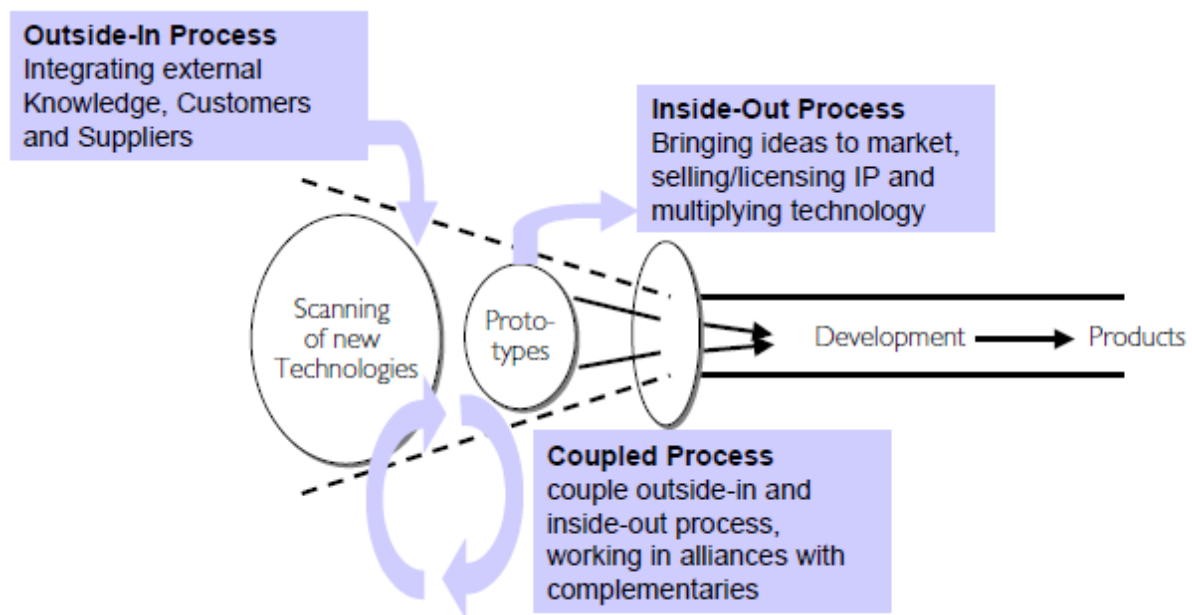 Outside-In Process
Integrating external
Knowledge, Customers
and Suppliers
Inside-Out Process
Bringing ideas to market,
selling/licensing IP and
multiplying technology
Scanning
of new
Technologies
Proto-
types
Development
Products
Coupled Process
couple outside-in and
inside-out process,
working in alliances with
complementaries